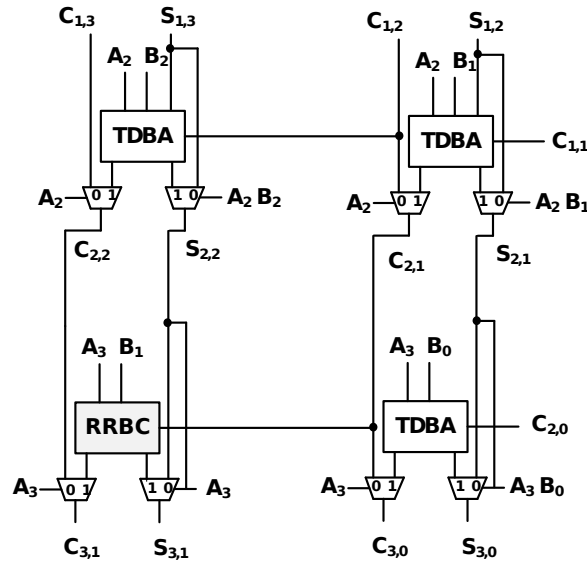 C1,3 S1,3 C1,2 S1,2
A2 B2 A2 B1
TDBA TDBA C1,1
A2 0 1 1 0 A2 B2 A2 0 1 1 0 A2 B1
C2,2 S2,2 C2,1 S2,1
A3 B1 A3 B0
RRBC TDBA C2,0
A3 0 1 1 0 A3 A3 0 1 1 0 A3 B0
C3,1 S3,1 C3,0 S3,0